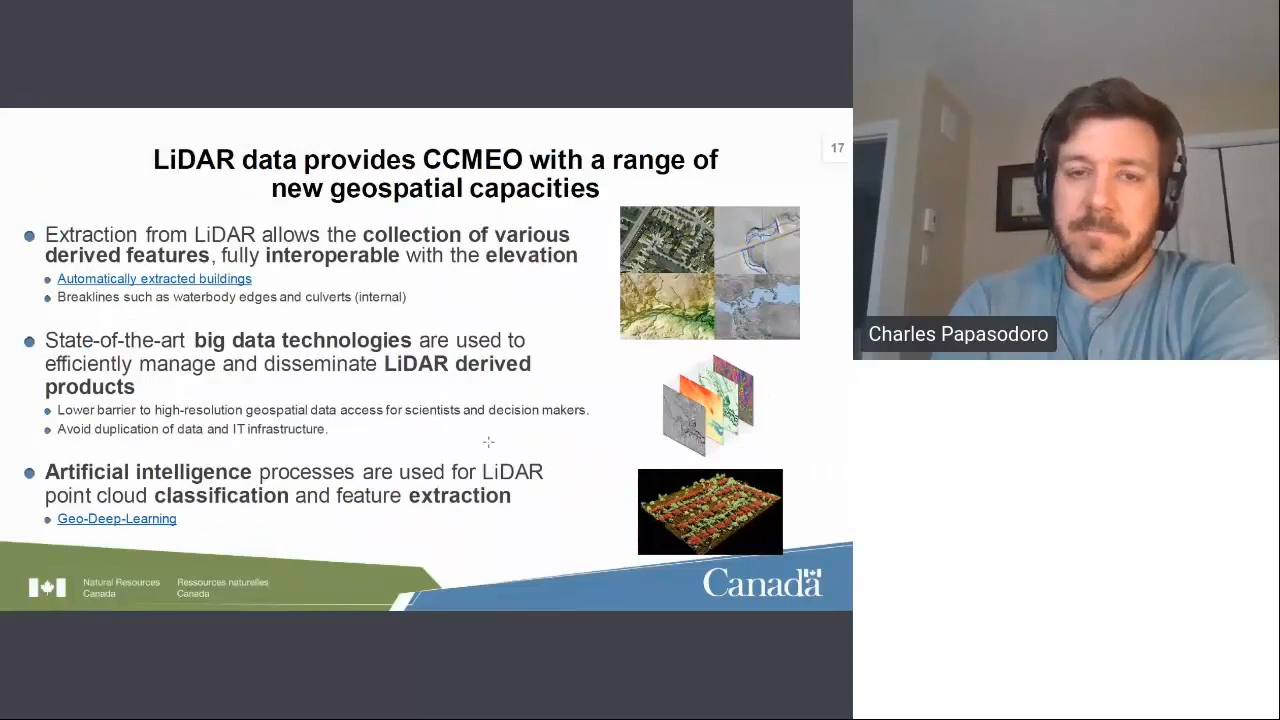 LiDAR data provides CCMEO with a range of
new geospatial capacities
17
Extraction from LiDAR allows the collection of various
derived features, fully interoperable with the elevation
Automatically extracted buildings
Breaklines such as waterbody edges and culverts (internal)
State-of-the-art big data technologies are used to
efficiently manage and disseminate LiDAR derived
products
Lower barrier to high-resolution geospatial data access for scientists and decision makers.
Avoid duplication of data and IT infrastructure.
Artificial intelligence processes are used for LiDAR
point cloud classification and feature extraction
Geo-Deep-Learning
Natural Resources
Canada
Ressources naturelles
Canada
Canada
Charles Papasodoro